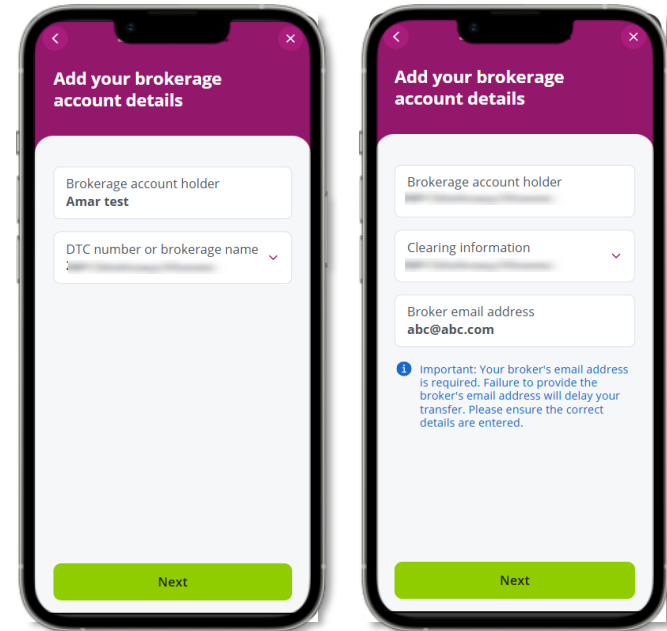 Add your brokerage
account details
Brokerage account holder
Amar test
DTC number or brokerage name
Next
Add your brokerage
account details
Brokerage account holder
Clearing information
Broker email address
abc@abc.com
Important: Your broker's email address
is required. Failure to provide the
broker's email address will delay your
transfer. Please ensure the correct
details are entered.
Next